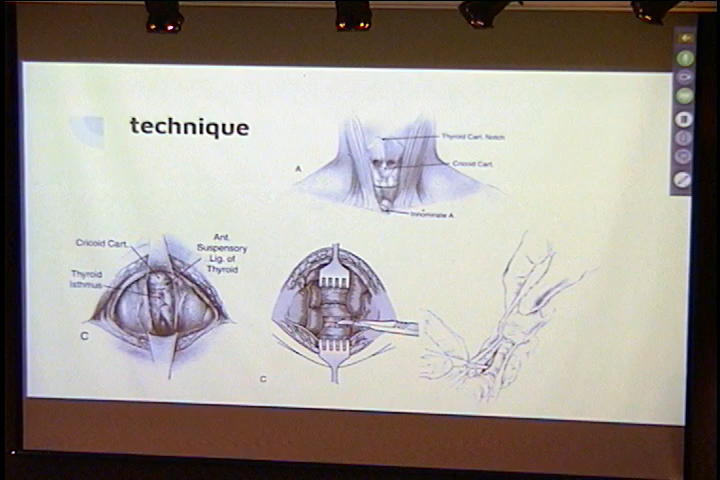 technique
Thyroid Cart. Notch
A
Cricoid Cart.
Innominate A
Cricoid Cart.
Ant.
Suspensory
Lig. of
Thyroid
Thyroid
Isthmus
C
C